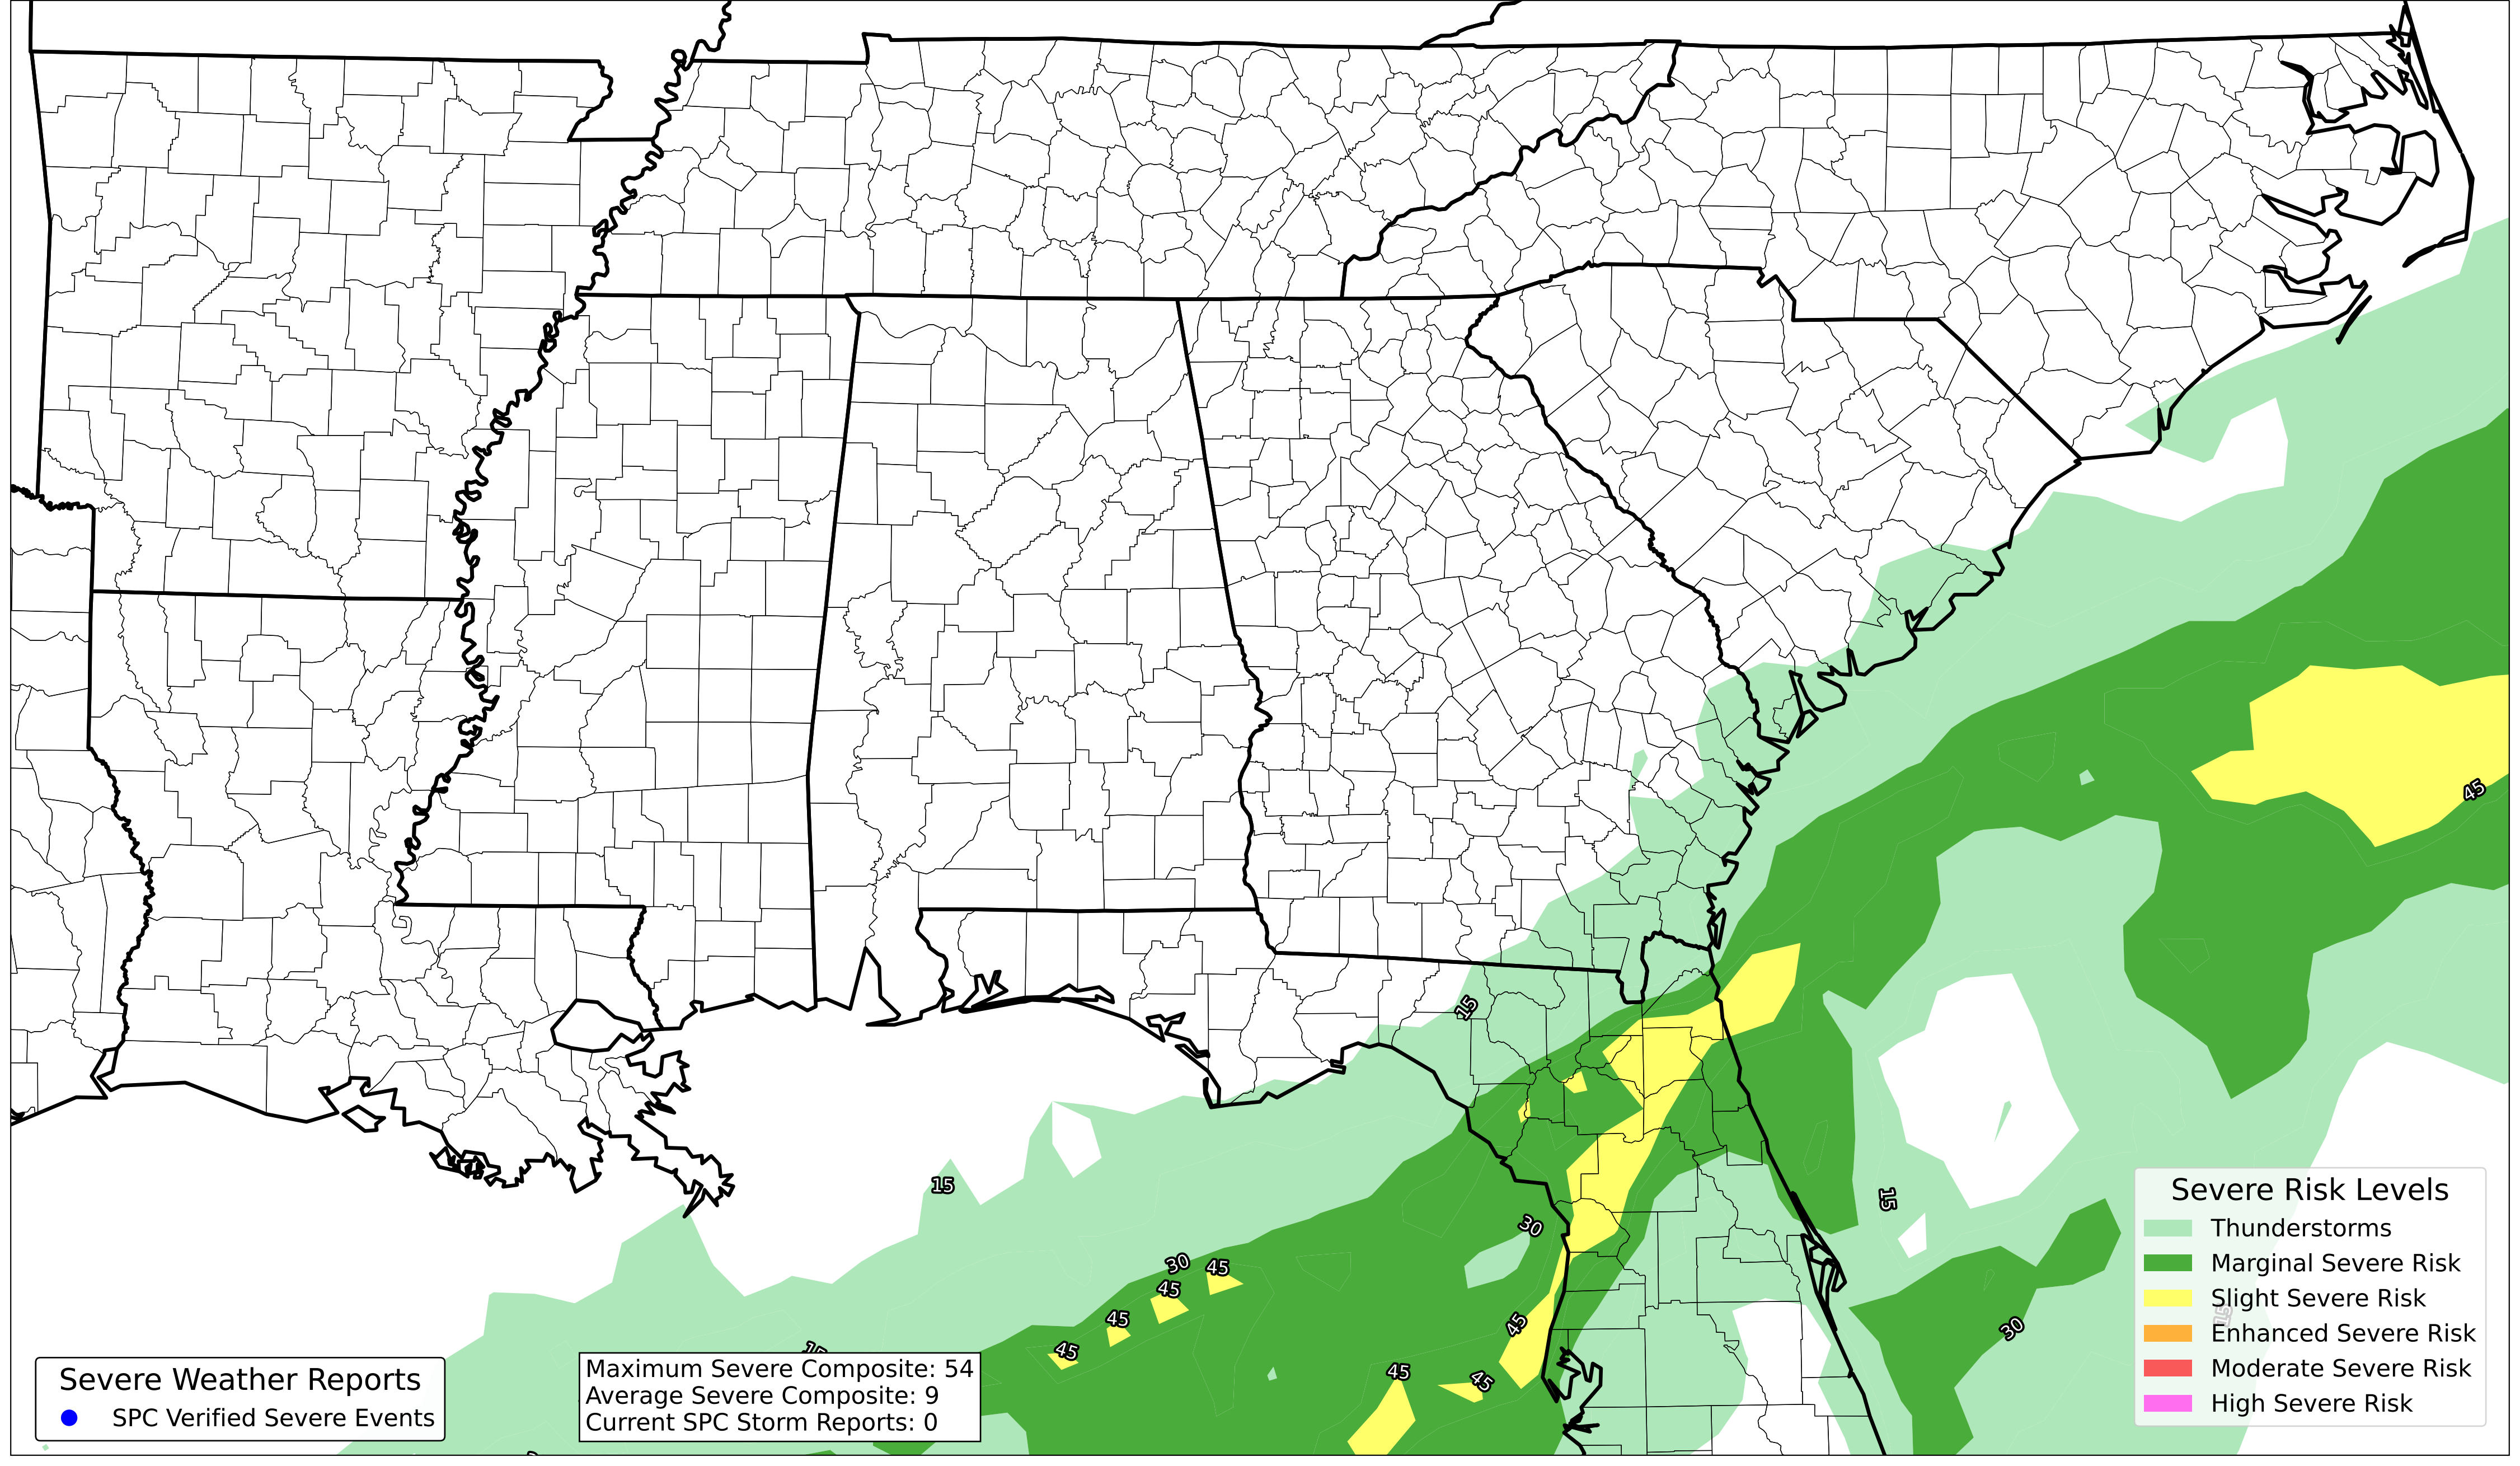 45
15
15
30
15
30
45
45
45
45
45
45
45
30
15
15
Severe Risk Levels
Thunderstorms
Marginal Severe Risk
Slight Severe Risk
Enhanced Severe Risk
Moderate Severe Risk
High Severe Risk
Severe Weather Reports
SPC Verified Severe Events
Maximum Severe Composite: 54
Average Severe Composite: 9
Current SPC Storm Reports: 0